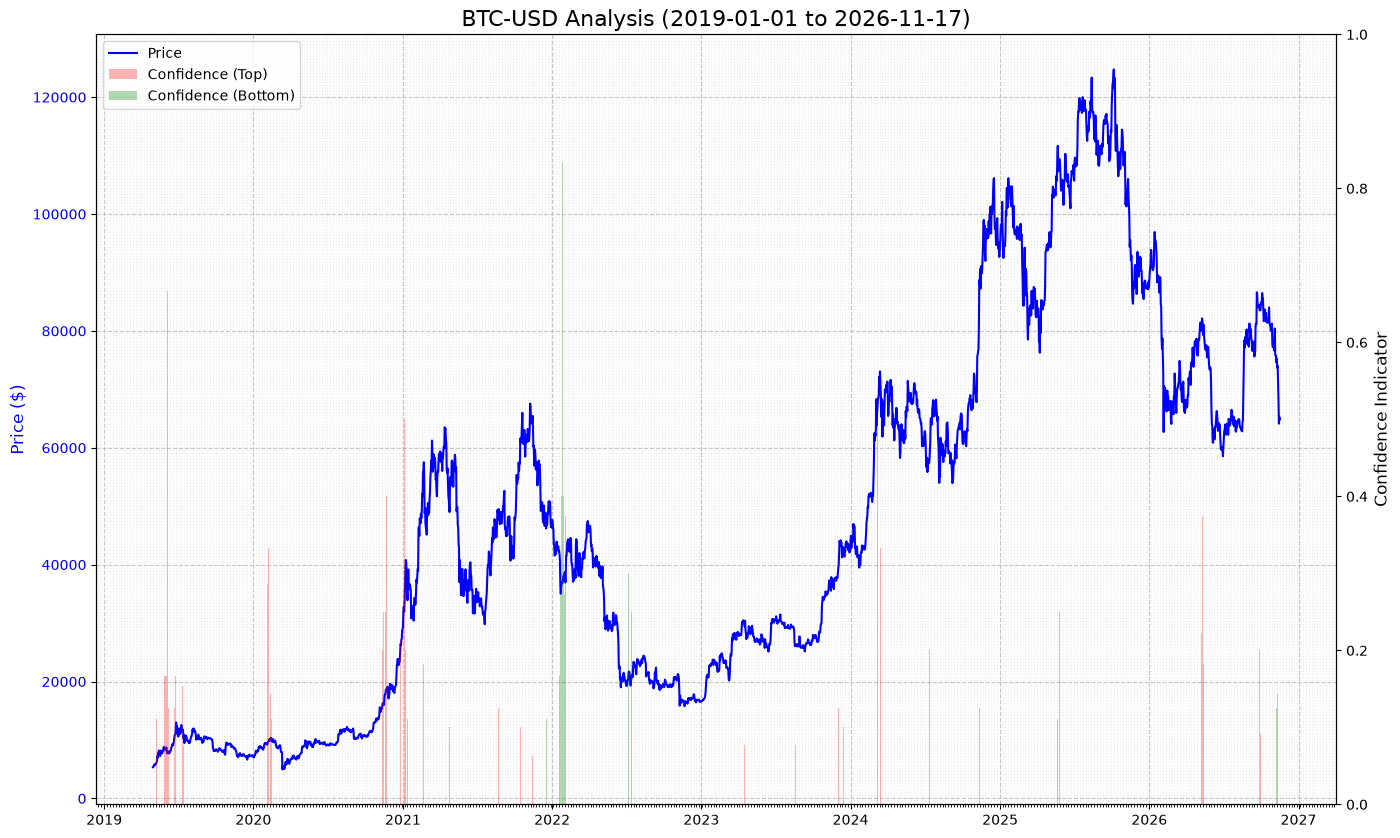 BTC-USD Analysis (2019-01-01 to 2026-11-17)
Price
Confidence (Top)
Confidence (Bottom)
Price ($)
120000
100000
80000
60000
40000
20000
0
1.0
0.8
0.6
0.4
0.2
0.0
Confidence Indicator
2019 2020 2021 2022 2023 2024 2025 2026 2027